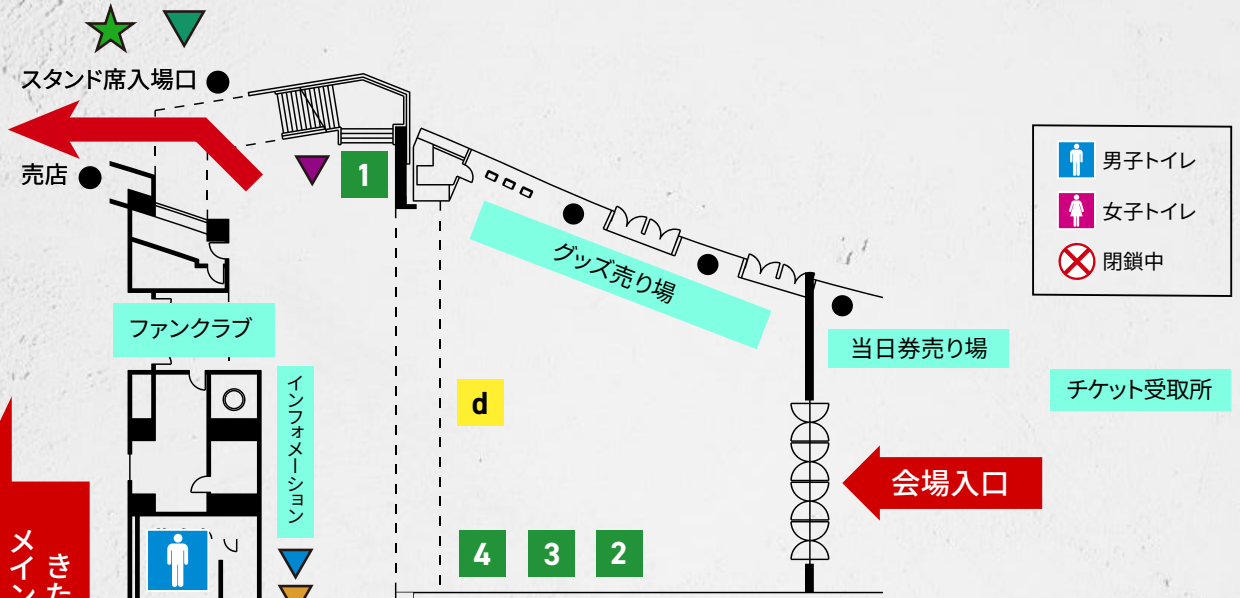 スタンド席入場口
売店
1
男子トイレ
女子トイレ
閉鎖中
グッズ売り場
ファンクラブ
当日券売り場
チケット受取所
インフォメーション
d
会場入口
4 3 2
きた
メイン